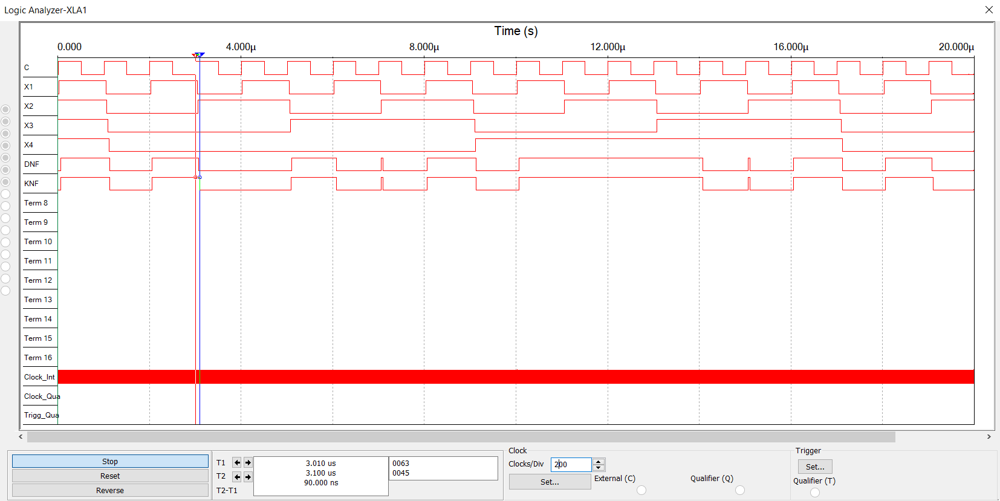 Logic Analyzer-XLA1
Time (s)
0.000 4.000µ 8.000µ 12.000µ 16.000µ 20.000µ
C
X1
X2
X3
X4
DNF
KNF
Term 8
Term 9
Term 10
Term 11
Term 12
Term 13
Term 14
Term 15
Term 16
Clock_Int
Clock_Qua
Trigg_Qua
Stop
Reset
Reverse
T1
T2
T2-T1
3.010 us
3.100 us
90.000 ns
0063
0045
Clock
Clocks/Div 200
Set...
External (C)
Qualifier (Q)
Trigger
Set...
Qualifier (T)